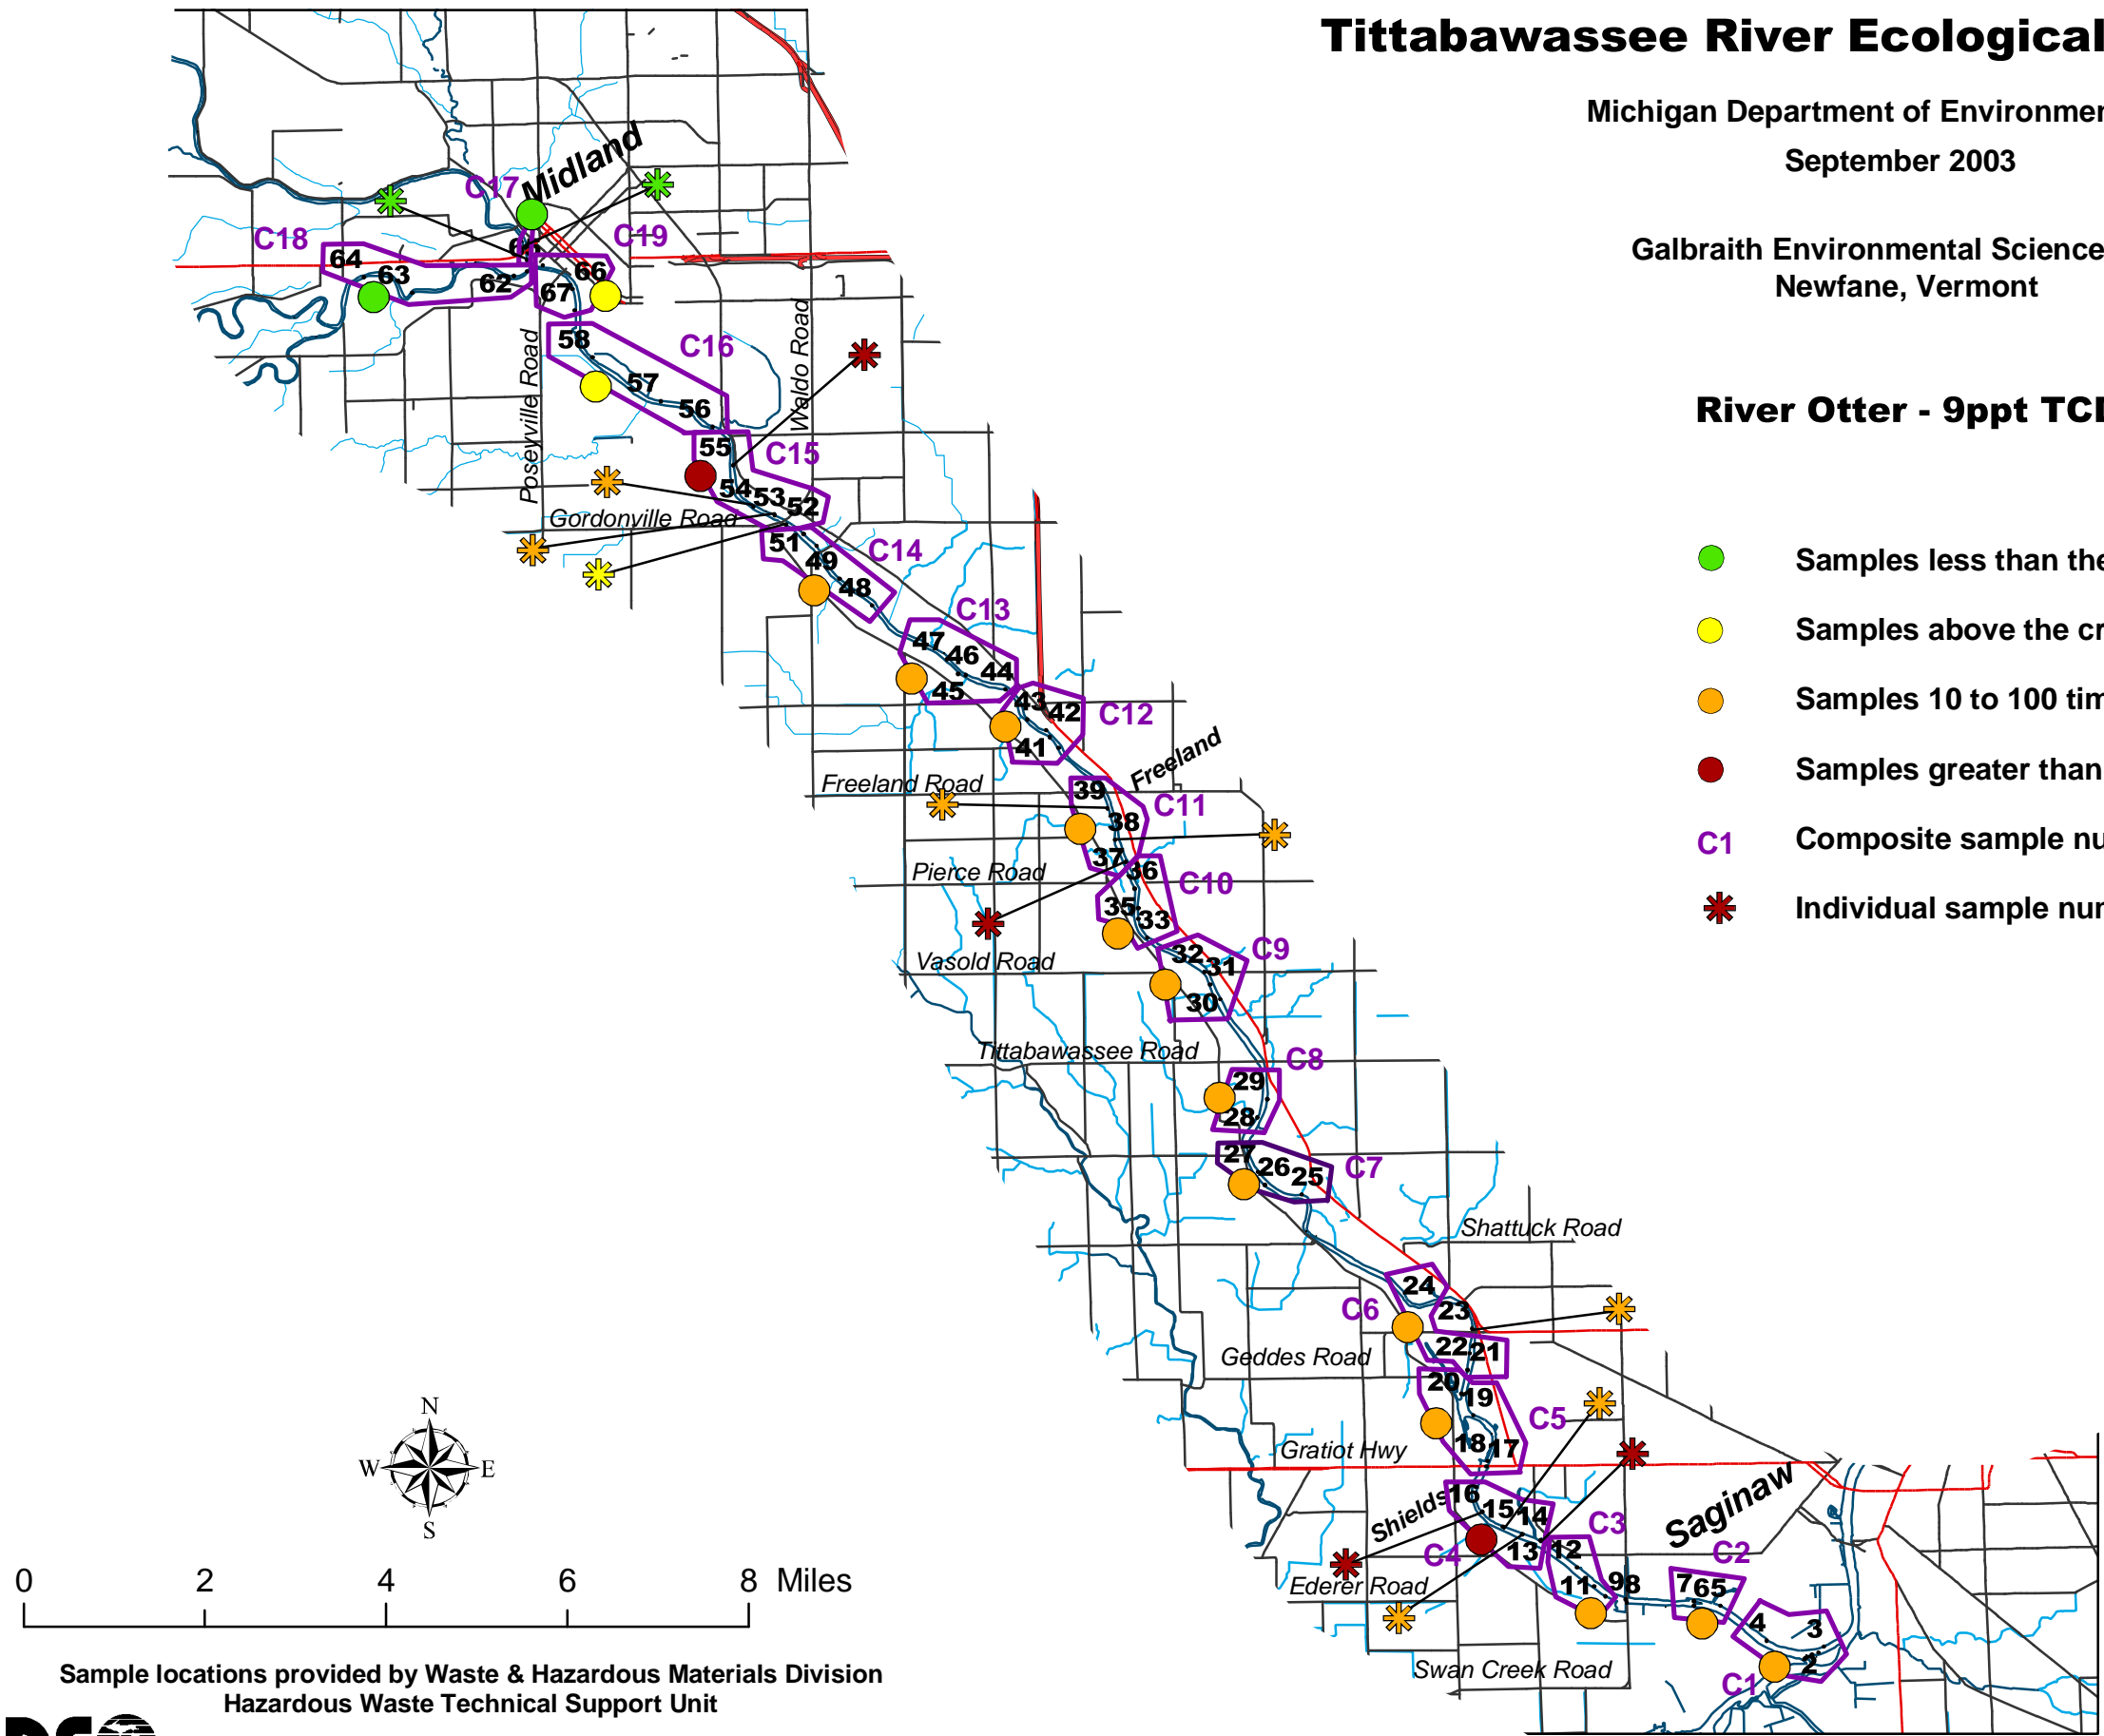 Tittabawassee River Ecological
Michigan Department of Environmen
September 2003
Galbraith Environmental Science
Newfane, Vermont
River Otter - 9ppt TC
Samples less than the
Samples above the cr
Samples 10 to 100 tim
Samples greater than
C1 Composite sample nu
Individual sample num
Midland
C17
C18
C19
64
63
62
66
67
58
C16
57
56
Poseyville Road
Waldo Road
55
C15
54
53
52
Gordonville Road
51
C14
49
48
C13
47
46
44
45
43
42
C12
41
Freeland
Freeland Road
39
C11
38
37
Pierce Road
36
C10
35
33
Vasold Road
32
31
C9
30
Tittabawassee Road
C8
29
28
27
26
25
C7
Shattuck Road
24
23
C6
22
21
Geddes Road
20
19
C5
18
17
Gratiot Hwy
16
15
14
Shields
C4
13
C3
12
11
9
8
Saginaw
C2
7
6
5
Ederer Road
4
3
2
C1
Swan Creek Road
N
W E
S
0 2 4 6 8 Miles
Sample locations provided by Waste & Hazardous Materials Division
Hazardous Waste Technical Support Unit